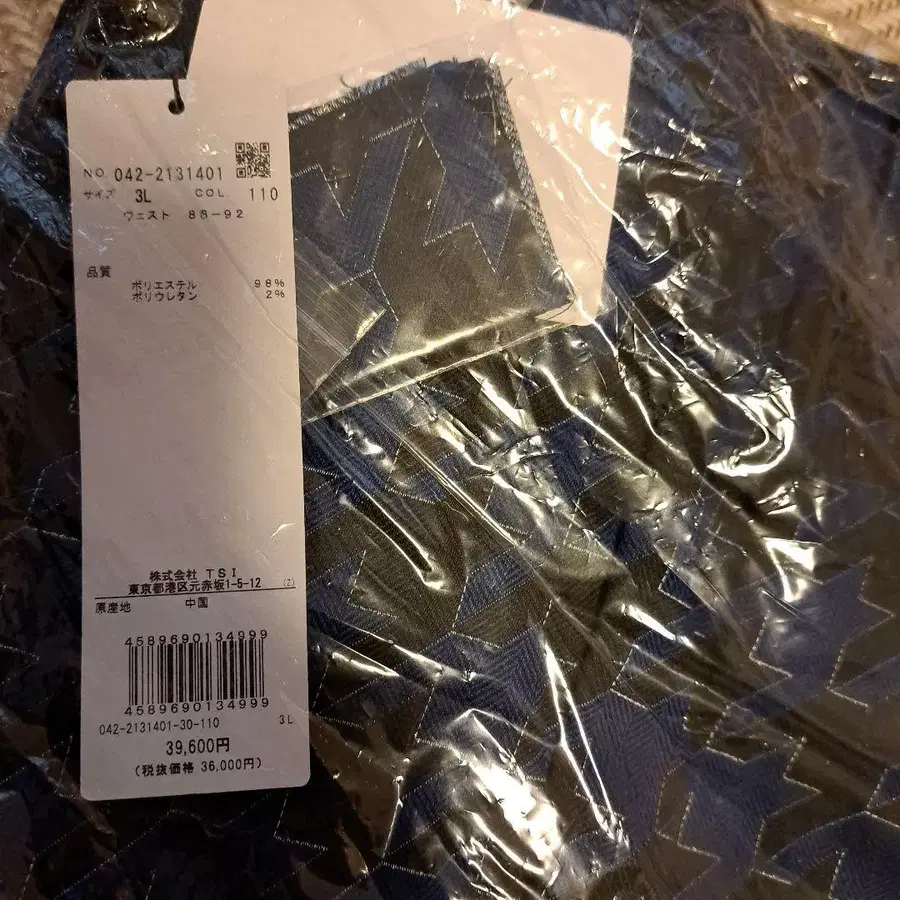 NO 042-2131401
サイズ 3L COL 110
ウェスト 88-92
品質
ポリエステル 98%
ポリウレタン 2%
株式会社 TSI
東京都港区元赤坂1-5-12 (Z)
原産地 中国
4589690134999
4589690134999
042-2131401-30-110 3L
39,600円
(税抜価格 36,000円)